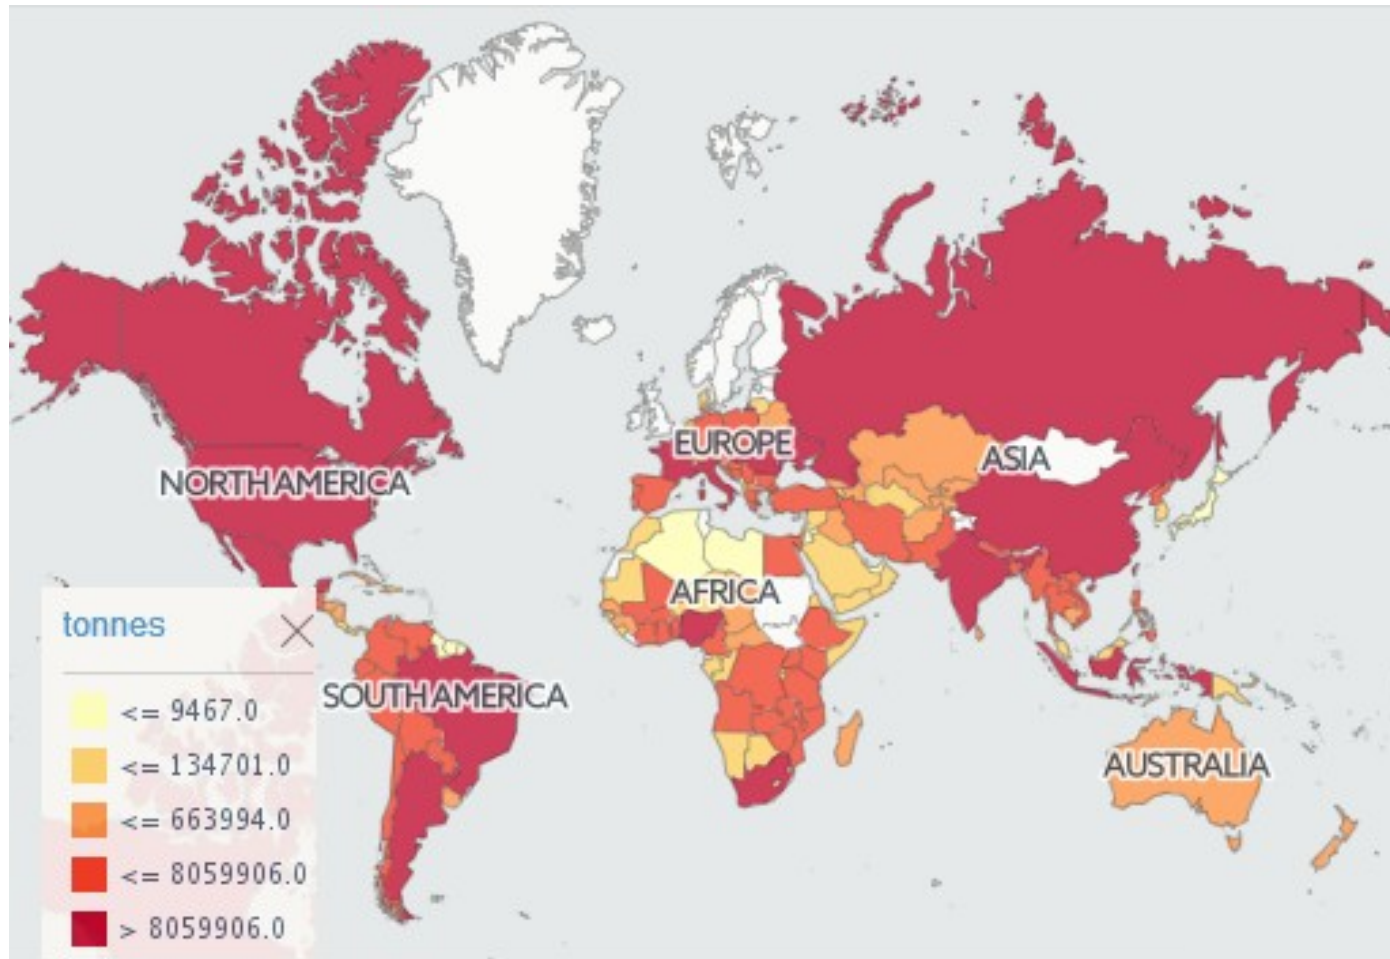 EUROPE
ASIA
NORTH AMERICA
AFRICA
tonnes
SOUTH AMERICA
<= 9467.0
<= 134701.0
AUSTRALIA
<= 663994.0
<= 8059906.0
> 8059906.0